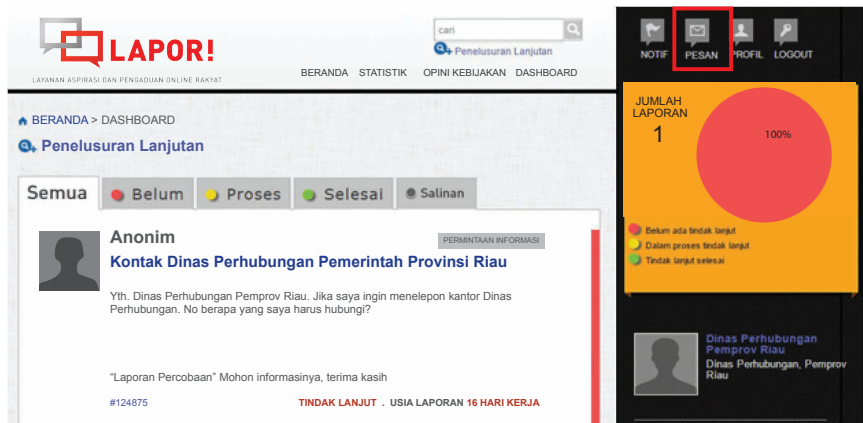 LAPOR!
LAYANAN ASPIRASI DAN PENGADUAN ONLINE RAKYAT
cari
Penelusuran Lanjutan
BERANDA STATISTIK OPINI KEBIJAKAN DASHBOARD
NOTIF PESAN PROFIL LOGOUT
BERANDA > DASHBOARD
Penelusuran Lanjutan
Semua Belum Proses Selesai Salinan
Anonim
PERMINTAAN INFORMASI
Kontak Dinas Perhubungan Pemerintah Provinsi Riau
Yth. Dinas Perhubungan Pemprov Riau. Jika saya ingin menelepon kantor Dinas
Perhubungan. No berapa yang saya harus hubungi?
"Laporan Percobaan" Mohon informasinya, terima kasih
#124875
TINDAK LANJUT . USIA LAPORAN 16 HARI KERJA
JUMLAH
LAPORAN
1
100%
Belum ada tindak lanjut
Dalam proses tindak lanjut
Tindak lanjut selesai
Dinas Perhubungan
Pemprov Riau
Dinas Perhubungan, Pemprov
Riau